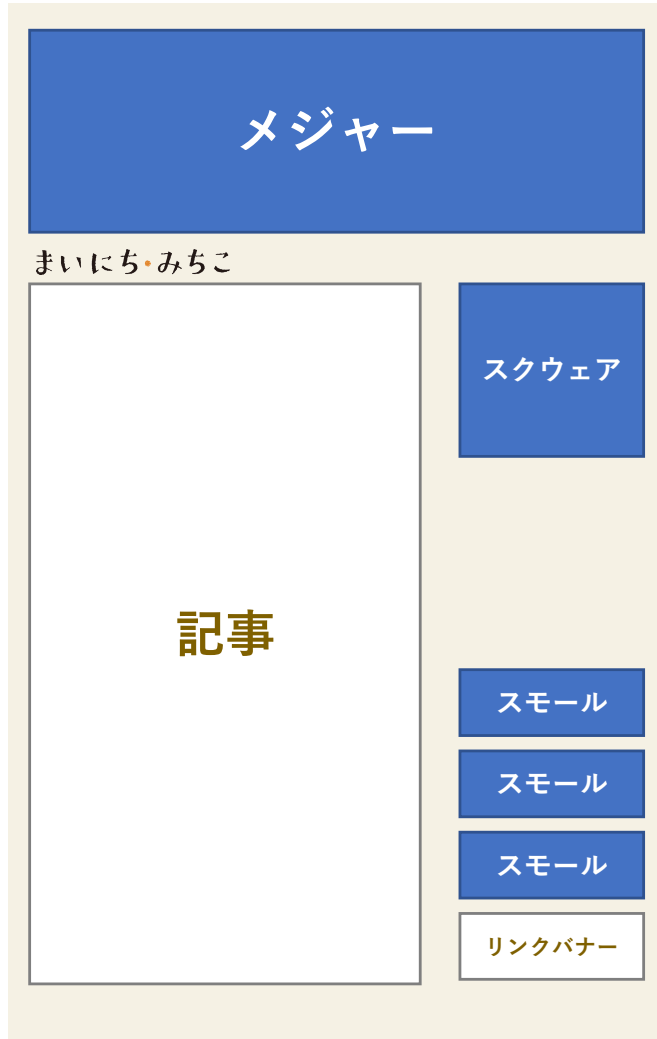 メジャー
まいにち・みちこ
スクウェア
記事
スモール
スモール
スモール
リンクバナー